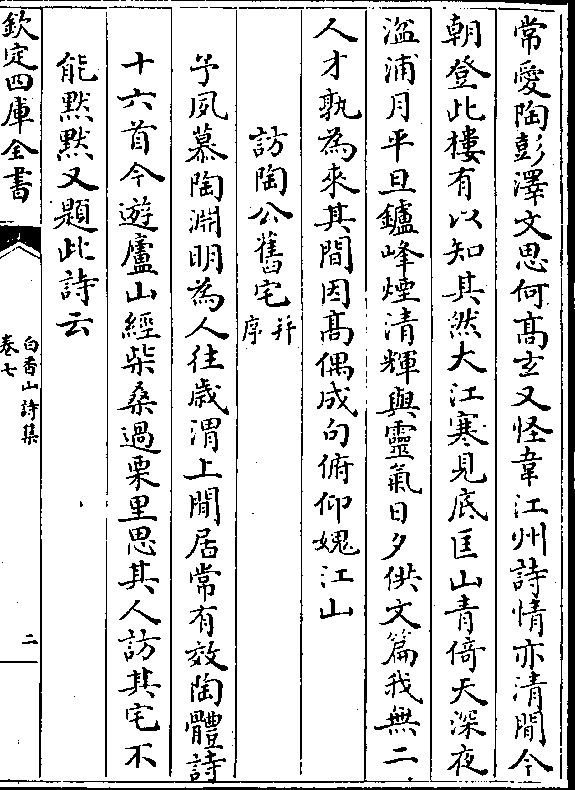 常愛陶彭澤文思何髙玄又怪韋江州詩情亦清閒今
朝登此樓有以知其然大江寒見底匡山青倚天深夜
湓浦月平旦鑪峰煙清輝與靈氣日夕供文篇我無二
人才孰為來其間因髙偶成句俯仰媿江山
訪陶公舊宅并序
予夙慕陶淵明為人往歳渭上閒居常有效陶體詩
十六首今遊廬山經柴桑過栗里思其人訪其宅不
能黙黙又題此詩云
欽定四庫全書
白香山詩集
卷七
二